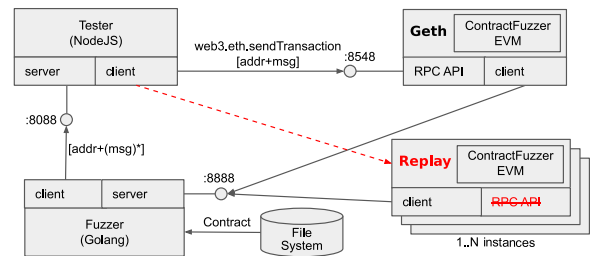 Tester
(NodeJS)
server
client
web3.eth.sendTransaction
[addr+msg]
:8548
Geth
ContractFuzzer
EVM
RPC API
client
:8088
[addr+(msg)*]
Replay
ContractFuzzer
EVM
client
RPC API
1..N instances
:8888
client
server
Fuzzer
(Golang)
Contract
File
System